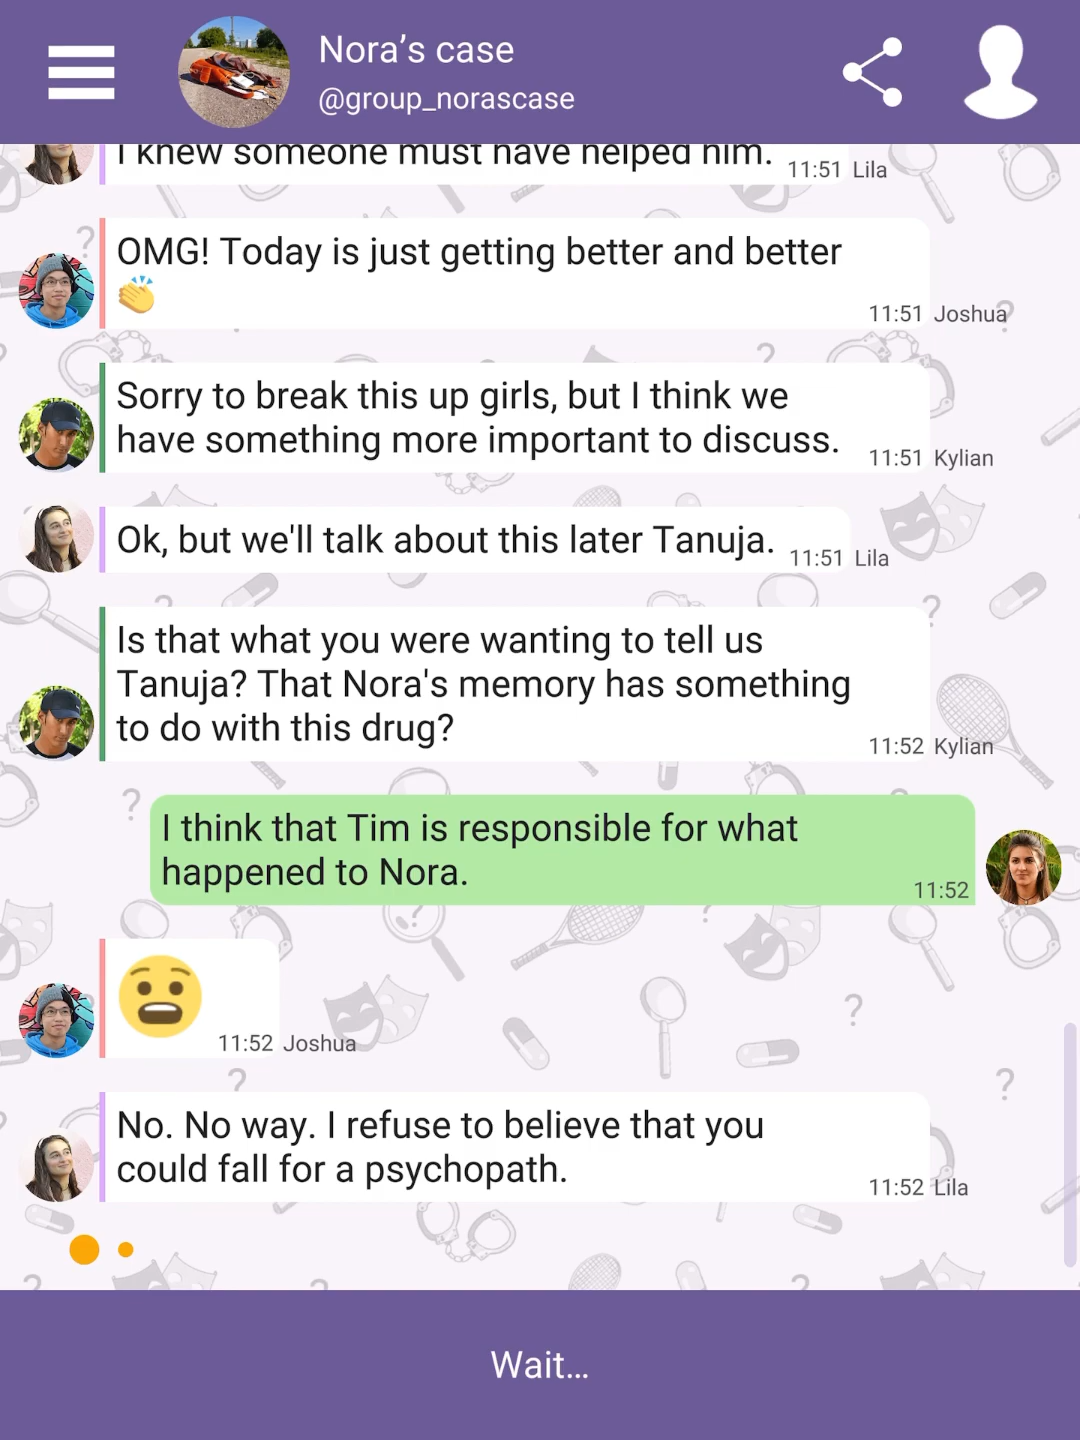 Nora's case
@group_norascase
I knew someone must have helped him.
11:51 Lila
OMG! Today is just getting better and better
👏
11:51 Joshua
Sorry to break this up girls, but I think we
have something more important to discuss.
11:51 Kylian
Ok, but we'll talk about this later Tanuja.
11:51 Lila
Is that what you were wanting to tell us
Tanuja? That Nora's memory has something
to do with this drug?
11:52 Kylian
I think that Tim is responsible for what
happened to Nora.
11:52
11:52 Joshua
No. No way. I refuse to believe that you
could fall for a psychopath.
11:52 Lila
Wait...